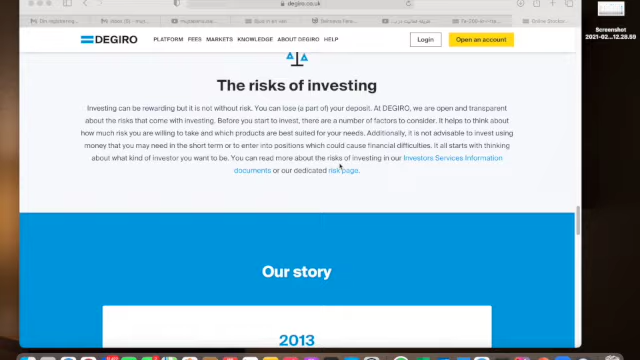 degiro.co.uk
DEGIRO
PLATFORM FEES MARKETS KNOWLEDGE ABOUT DEGIRO HELP
Login
Open an account
Screenshot
2021-02...12.28.55
The risks of investing
Investing can be rewarding but it is not without risk. You can lose (a part of) your deposit. At DEGIRO, we are open and transparent
about the risks that come with investing. Before you start to invest, there are a number of factors to consider. It helps to think about
how much risk you are willing to take and which products are best suited for your needs. Additionally, it is not advisable to invest using
money that you may need in the short term or to enter into positions which could cause financial difficulties. It all starts with thinking
about what kind of investor you want to be. You can read more about the risks of investing in our Investors Services Information
documents or our dedicated risk page.
Our story
2013